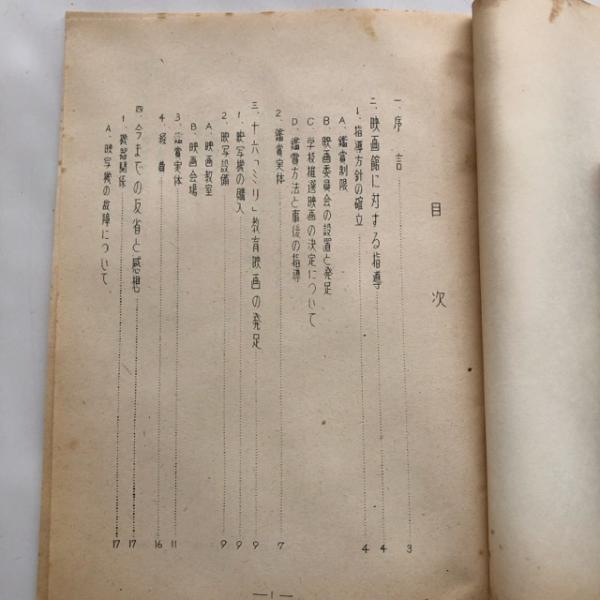 目次
一、序言 3
二、映画館に対する指導 4
1、指導方針の確立 4
A、鑑賞制限
B、映画委員会の設置と発足
C、学校推選映画の決定について
D、鑑賞方法と事後の指導
2、鑑賞実体 7
三、十六「ミリ」教育映画の発足 9
1、映写機の購入 9
2、映写設備 9
A、映画教室
B、映画会場
3、鑑賞実体 11
4、経費 16
四、今までの反省と感想 17
1、機器関係 17
A、映写機の故障について
—1—